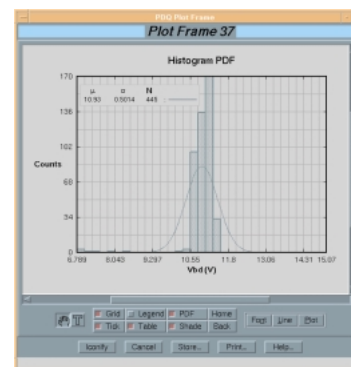 PDQ Plot Frame
Plot Frame 37
Histogram PDF
μ σ N
10.93 0.5014 445
170
136
102
68
34
0
Counts
6.799 8.043 9.297 10.55 11.8 13.06 14.31 15.07
Vbd (V)
Grid Legend PDF Home
Tick Table Shade Back
Font Line Plot
Iconify Cancel Store... Print... Help...